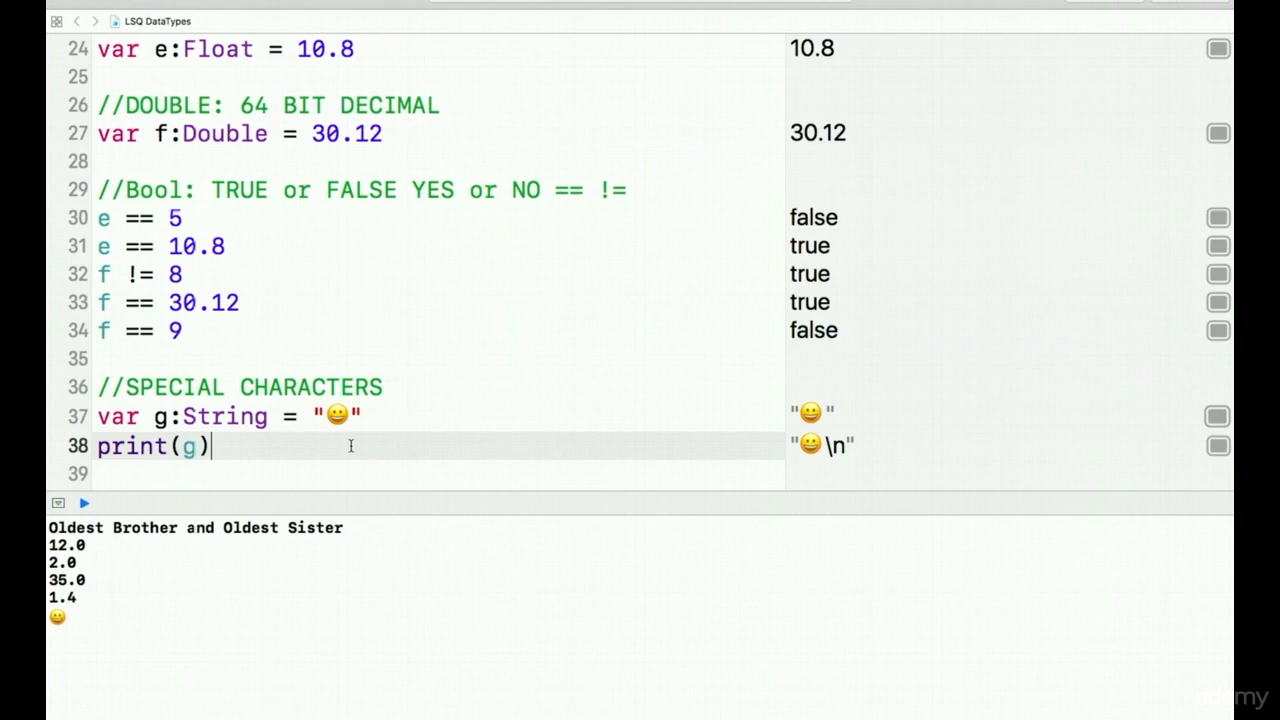 LSQ DataTypes
24 var e:Float = 10.8 10.8
25
26 //DOUBLE: 64 BIT DECIMAL
27 var f:Double = 30.12 30.12
28
29 //Bool: TRUE or FALSE YES or NO == !=
30 e == 5 false
31 e == 10.8 true
32 f != 8 true
33 f == 30.12 true
34 f == 9 false
35
36 //SPECIAL CHARACTERS
37 var g:String = "😀" "😀"
38 print(g) "😀\n"
39
Oldest Brother and Oldest Sister
12.0
2.0
35.0
1.4
😀
udemy